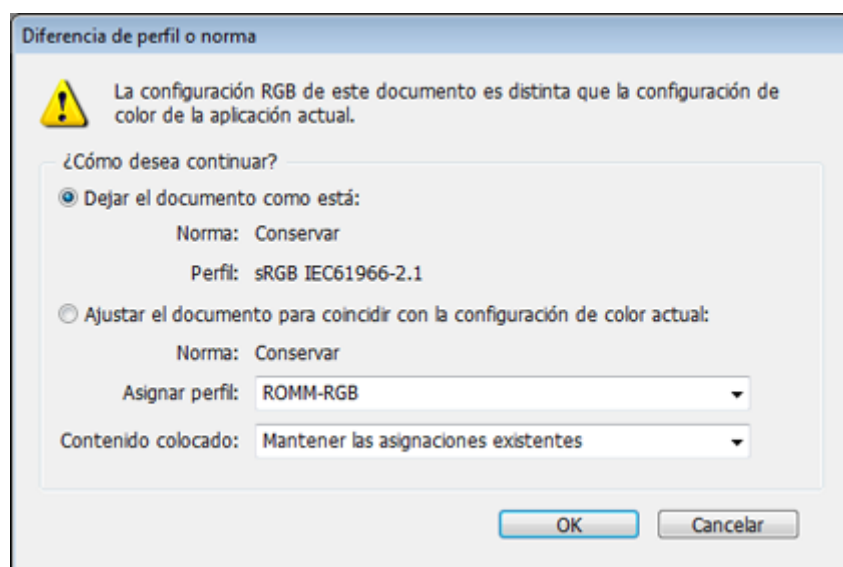 Diferencia de perfil o norma
La configuración RGB de este documento es distinta que la configuración de
color de la aplicación actual.
¿Cómo desea continuar?
Dejar el documento como está:
Norma: Conservar
Perfil: sRGB IEC61966-2.1
Ajustar el documento para coincidir con la configuración de color actual:
Norma: Conservar
Asignar perfil: ROMM-RGB
Contenido colocado: Mantener las asignaciones existentes
OK Cancelar